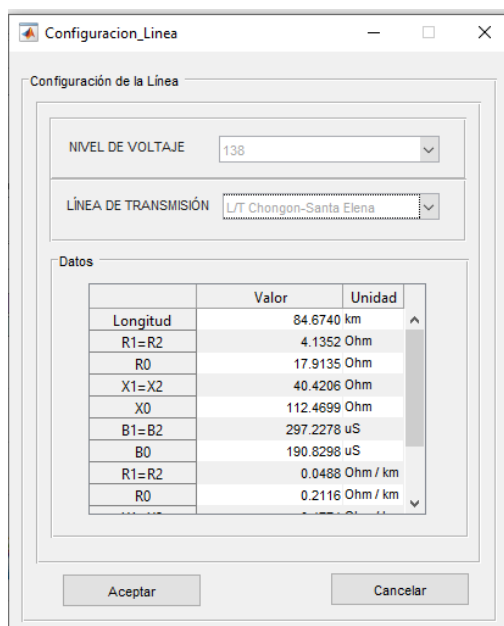 Configuracion_Linea
Configuración de la Línea
NIVEL DE VOLTAJE 138
LÍNEA DE TRANSMISIÓN L/T Chongon-Santa Elena
Datos
Valor Unidad
Longitud 84.6740 km
R1=R2 4.1352 Ohm
R0 17.9135 Ohm
X1=X2 40.4206 Ohm
X0 112.4699 Ohm
B1=B2 297.2278 uS
B0 190.8298 uS
R1=R2 0.0488 Ohm / km
R0 0.2116 Ohm / km
Aceptar Cancelar